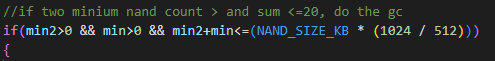 //if two minium nand count > and sum <=20, do the gc
if(min2>0 && min>0 && min2+min<=(NAND_SIZE_KB * (1024 / 512)))
{